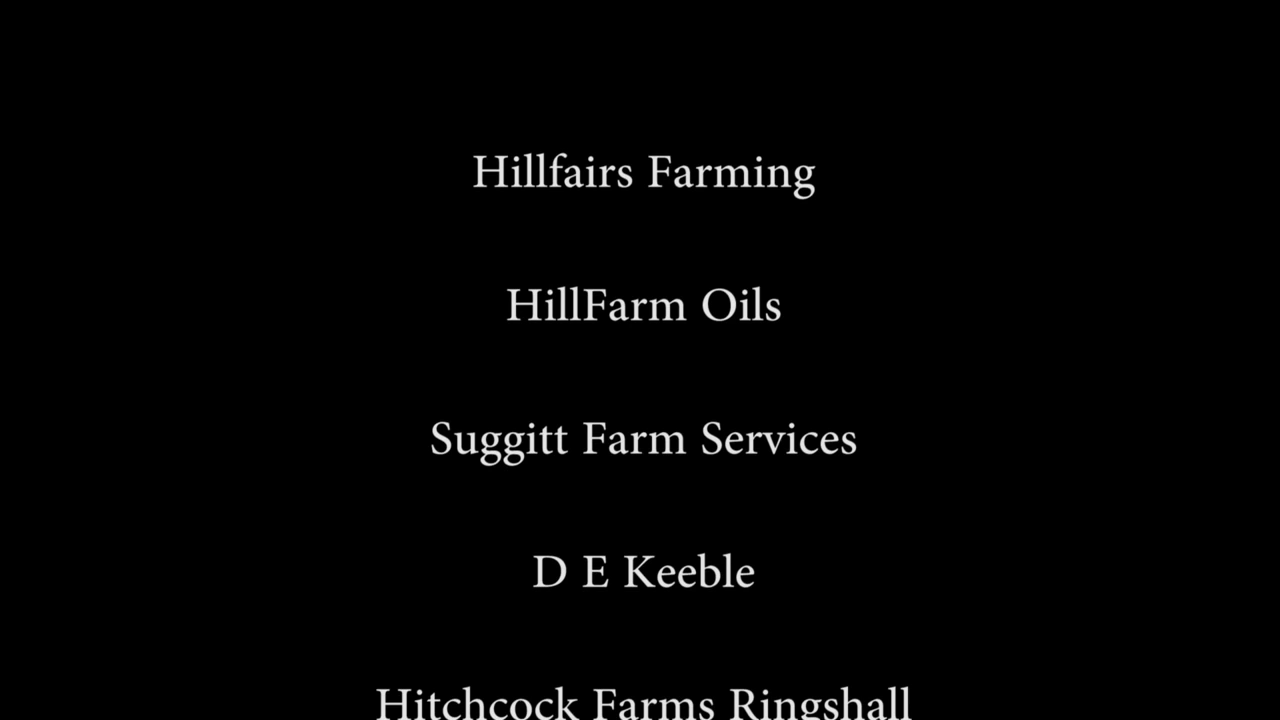 Hillfairs Farming
HillFarm Oils
Suggitt Farm Services
D E Keeble
Hitchcock Farms Ringshall